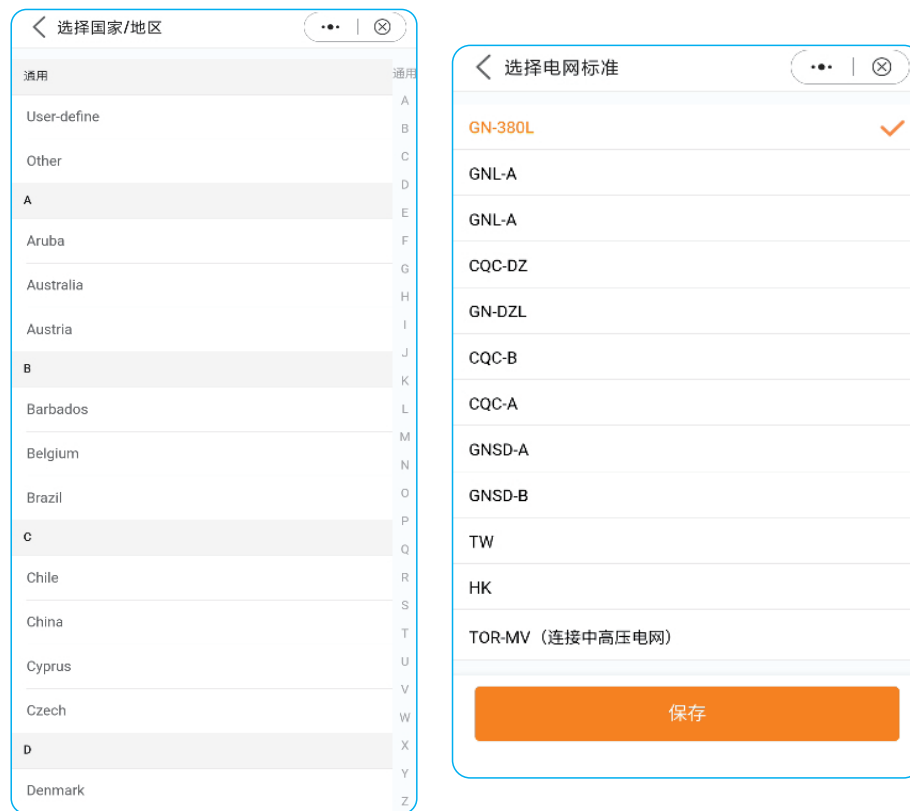 选择国家/地区
通用
User-define
Other
A
Aruba
Australia
Austria
B
Barbados
Belgium
Brazil
C
Chile
China
Cyprus
Czech
D
Denmark
通用
A
B
C
D
E
F
G
H
I
J
K
L
M
N
O
P
Q
R
S
T
U
V
W
X
Y
Z
选择电网标准
GN-380L
GNL-A
GNL-A
CQC-DZ
GN-DZL
CQC-B
CQC-A
GNSD-A
GNSD-B
TW
HK
TOR-MV（连接中高压电网）
保存